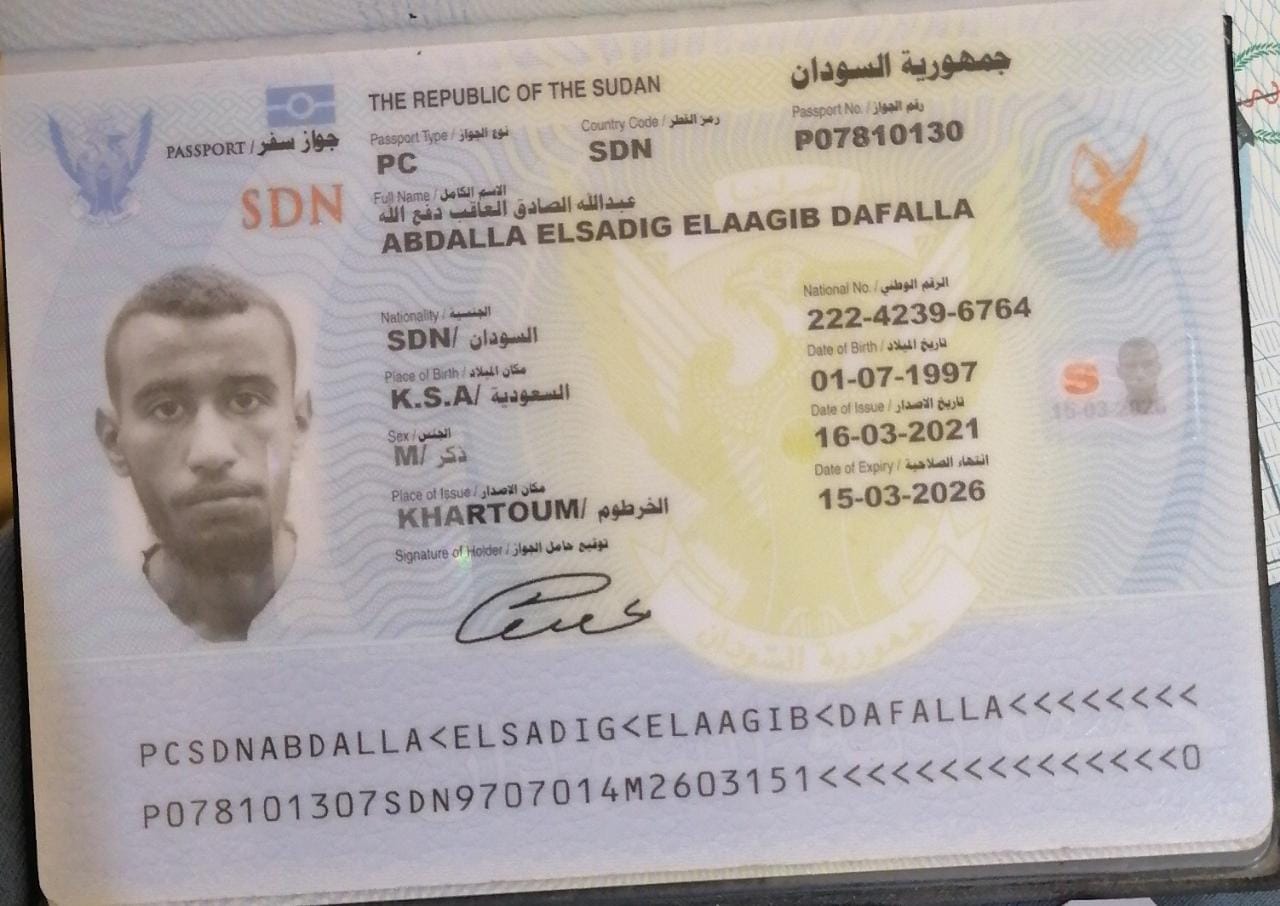 THE REPUBLIC OF THE SUDAN
جمهورية السودان
PASSPORT / جواز سفر
Passport Type / نوع الجواز
Country Code / رمز القطر
Passport No. / رقم الجواز
PC
SDN
P07810130
SDN
Full Name / الاسم الكامل
عبدالله الصادق العاقب دفع الله
ABDALLA ELSADIG ELAAGIB DAFALLA
Nationality / الجنسية
SDN/ السودان
National No. / الرقم الوطني
222-4239-6764
Place of Birth / مكان الميلاد
K.S.A/ السعودية
Date of Birth / تاريخ الميلاد
01-07-1997
Sex / الجنس
M/ ذكر
Date of Issue / تاريخ الاصدار
16-03-2021
Place of Issue / مكان الاصدار
KHARTOUM/ الخرطوم
Date of Expiry / انتهاء الصلاحية
15-03-2026
S
15-03-2026
Signature of Holder / توقيع حامل الجواز
جمهورية السودان
PCSDNABDALLA<ELSADIG<ELAAGIB<DAFALLA<<<<<<<<
P078101307SDN9707014M2603151<<<<<<<<<<<<<<<0